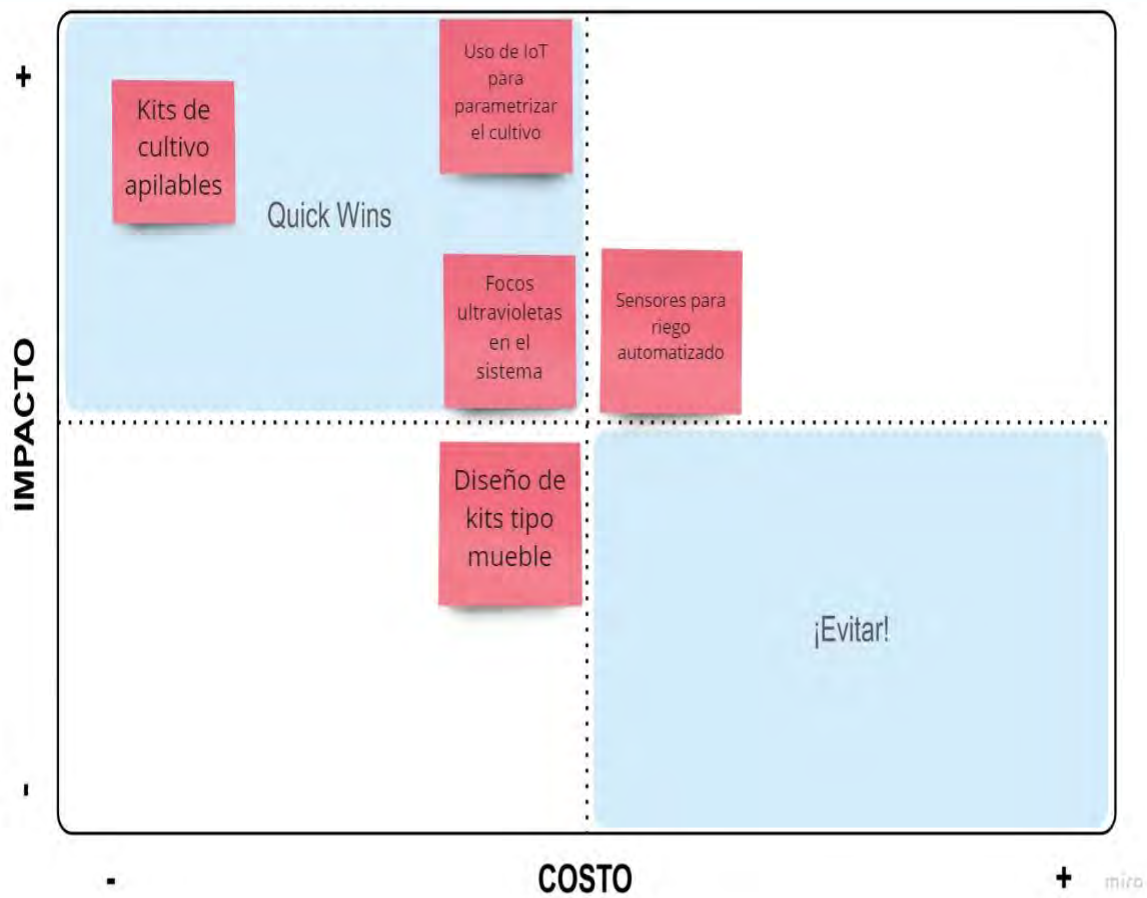 +
Kits de
cultivo
apilables
Uso de IoT
para
parametrizar
el cultivo
Quick Wins
Focos
ultravioletas
en el
sistema
Sensores para
riego
automatizado
IMPACTO
Diseño de
kits tipo
mueble
¡Evitar!
-
-
COSTO
+
miro